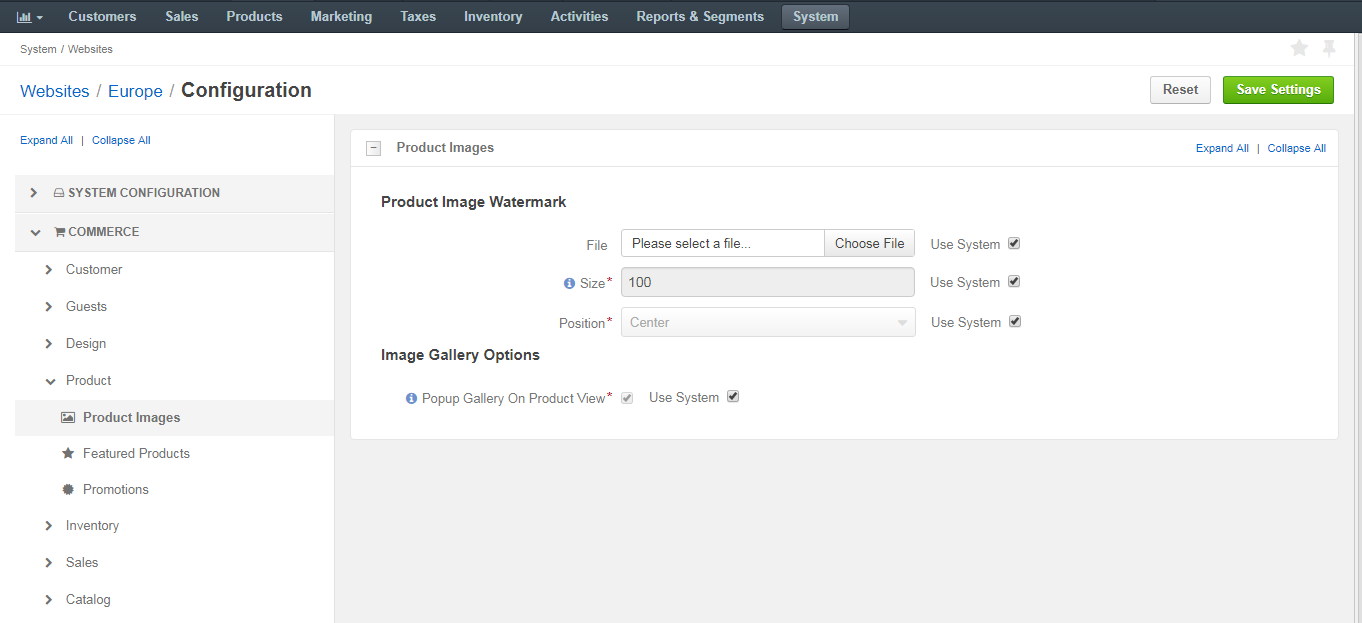 Customers Sales Products Marketing Taxes Inventory Activities Reports & Segments System
System / Websites
Websites / Europe / Configuration
Reset Save Settings
Expand All | Collapse All
SYSTEM CONFIGURATION
COMMERCE
Customer
Guests
Design
Product
Product Images
Featured Products
Promotions
Inventory
Sales
Catalog
Product Images
Expand All | Collapse All
Product Image Watermark
File Please select a file... Choose File Use System
Size* 100 Use System
Position* Center Use System
Image Gallery Options
Popup Gallery On Product View* Use System